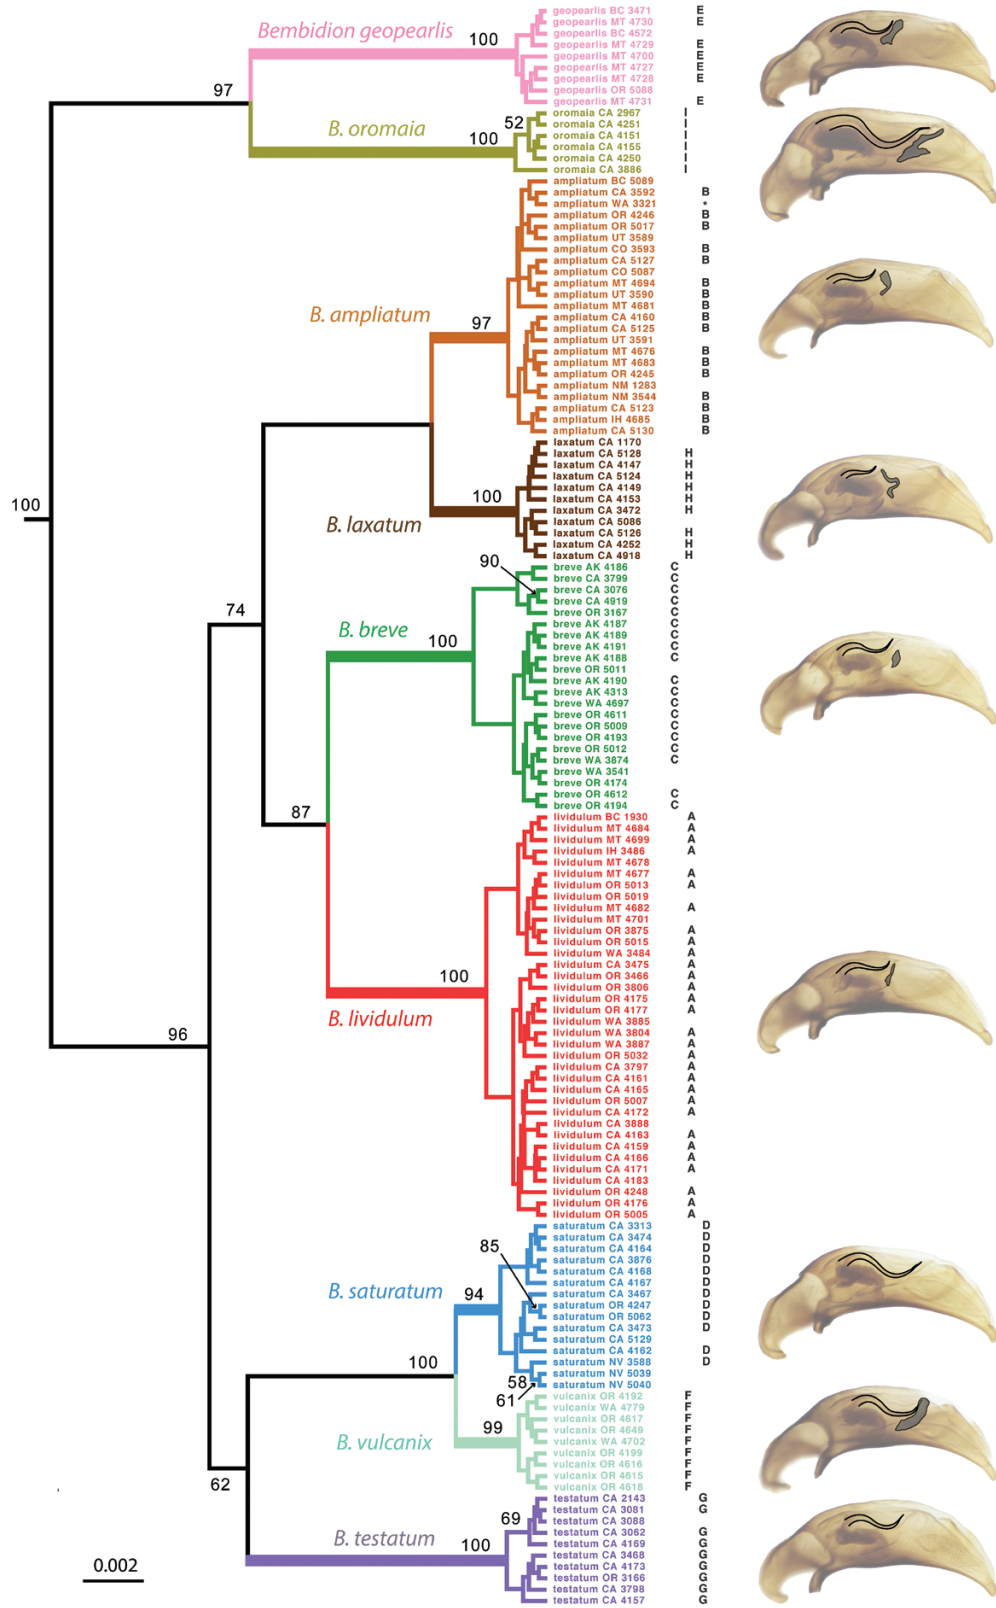 geopearlis BC 3471 E
geopearlis MT 4730 E
Bembidion geopearlis
100
geopearlis BC 4572
geopearlis MT 4729 E
geopearlis MT 4700 E
geopearlis MT 4727 E
geopearlis MT 4728 E
geopearlis OR 5088
geopearlis MT 4731 E
97
oromaia CA 2967 I
52
oromaia CA 4251 I
B. oromaia
100
oromaia CA 4151 I
oromaia CA 4155 I
oromaia CA 4250 I
oromaia CA 3886 I
ampliatum BC 5089
ampliatum CA 3592 B
ampliatum WA 3321 *
ampliatum OR 4246 B
ampliatum OR 5017 B
ampliatum UT 3589
ampliatum CO 3593 B
ampliatum CA 5127 B
ampliatum CO 5087
ampliatum MT 4694 B
ampliatum UT 3590 B
ampliatum MT 4681 B
B. ampliatum
97
ampliatum CA 4160 B
ampliatum CA 5125 B
ampliatum UT 3591
ampliatum MT 4676 B
ampliatum MT 4683 B
ampliatum OR 4245 B
ampliatum NM 1283
ampliatum NM 3544 B
ampliatum CA 5123 B
ampliatum IH 4685 B
ampliatum CA 5130 B
laxatum CA 1170
laxatum CA 5128 H
laxatum CA 4147 H
laxatum CA 5124 H
laxatum CA 4149 H
laxatum CA 4153 H
100
B. laxatum
laxatum CA 3472 H
laxatum CA 5086
laxatum CA 5126 H
laxatum CA 4252 H
laxatum CA 4918 H
100
90
breve AK 4186 C
breve CA 3799 C
breve CA 3076 C
breve CA 4919 C
breve OR 3167 C
74
B. breve
100
breve AK 4187 C
breve AK 4189 C
breve AK 4191 C
breve AK 4188 C
breve OR 5011
breve AK 4190 C
breve AK 4313 C
breve WA 4697 C
breve OR 4611 C
breve OR 5009 C
breve OR 4193 C
breve OR 5012 C
breve WA 3874 C
breve WA 3541
breve OR 4174
breve OR 4612 C
breve OR 4194 C
87
lividulum BC 1930 A
lividulum MT 4684 A
lividulum MT 4699 A
lividulum IH 3486 A
lividulum MT 4678
lividulum MT 4677 A
lividulum OR 5013 A
lividulum OR 5019
lividulum MT 4682 A
lividulum MT 4701
lividulum OR 3875 A
lividulum OR 5015 A
lividulum WA 3484 A
lividulum CA 3475 A
lividulum OR 3466 A
lividulum OR 3806 A
100
B. lividulum
lividulum OR 4175 A
lividulum OR 4177 A
lividulum WA 3885
lividulum WA 3804 A
lividulum WA 3887 A
lividulum OR 5032 A
96
lividulum CA 3797 A
lividulum CA 4161 A
lividulum CA 4165 A
lividulum OR 5007 A
lividulum CA 4172 A
lividulum CA 3888
lividulum CA 4163 A
lividulum CA 4159 A
lividulum CA 4166 A
lividulum CA 4171 A
lividulum CA 4183
lividulum OR 4248 A
lividulum OR 4176 A
lividulum OR 5005 A
saturatum CA 3313 D
saturatum CA 3474 D
saturatum CA 4164 D
85
saturatum CA 3876 D
saturatum CA 4168 D
saturatum CA 4167 D
B. saturatum
94
saturatum CA 3467 D
saturatum OR 4247 D
saturatum OR 5062 D
saturatum CA 3473 D
saturatum CA 5129
saturatum CA 4162 D
saturatum NV 3588 D
saturatum NV 5039
saturatum NV 5040
100
58
61
vulcanix OR 4192 F
vulcanix WA 4779 F
vulcanix OR 4617 F
vulcanix OR 4649 F
vulcanix WA 4702 F
99
B. vulcanix
vulcanix OR 4199 F
vulcanix OR 4616 F
vulcanix OR 4615 F
vulcanix OR 4618 F
62
testatum CA 2143 G
testatum CA 3081 G
69
testatum CA 3088
testatum CA 3062 G
testatum CA 4169 G
B. testatum
100
testatum CA 3468 G
testatum CA 4173 G
testatum OR 3166 G
testatum CA 3798 G
testatum CA 4157 G
0.002